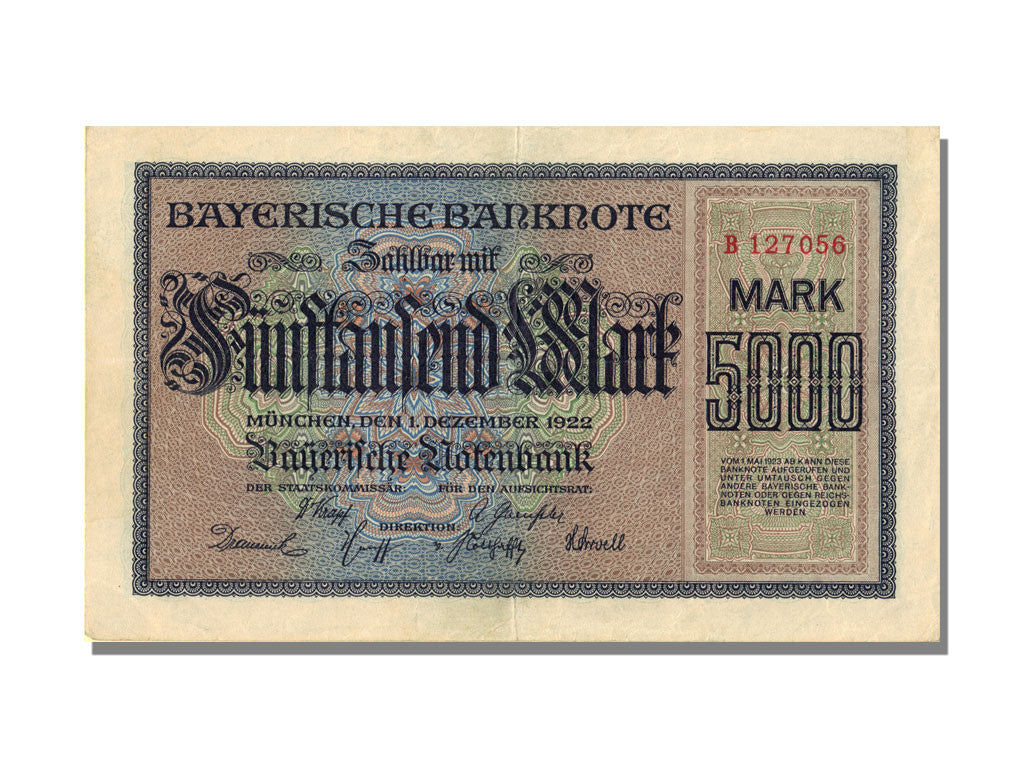 BAYERISCHE BANKNOTE
Zahlbar mit
Fünftausend Mark
MÜNCHEN, DEN 1. DEZEMBER 1922
Bayerische Notenbank
DER STAATSKOMMISSÄR: FÜR DEN AUFSICHTSRAT:
DIREKTION:
B 127056
MARK
5000
VOM 1. MAI 1923 AB KANN DIESE
BANKNOTE AUFGERUFEN UND
UNTER UMTAUSCH GEGEN
ANDERE BAYERISCHE BANK-
NOTEN ODER GEGEN REICHS-
BANKNOTEN EINGEZOGEN
WERDEN